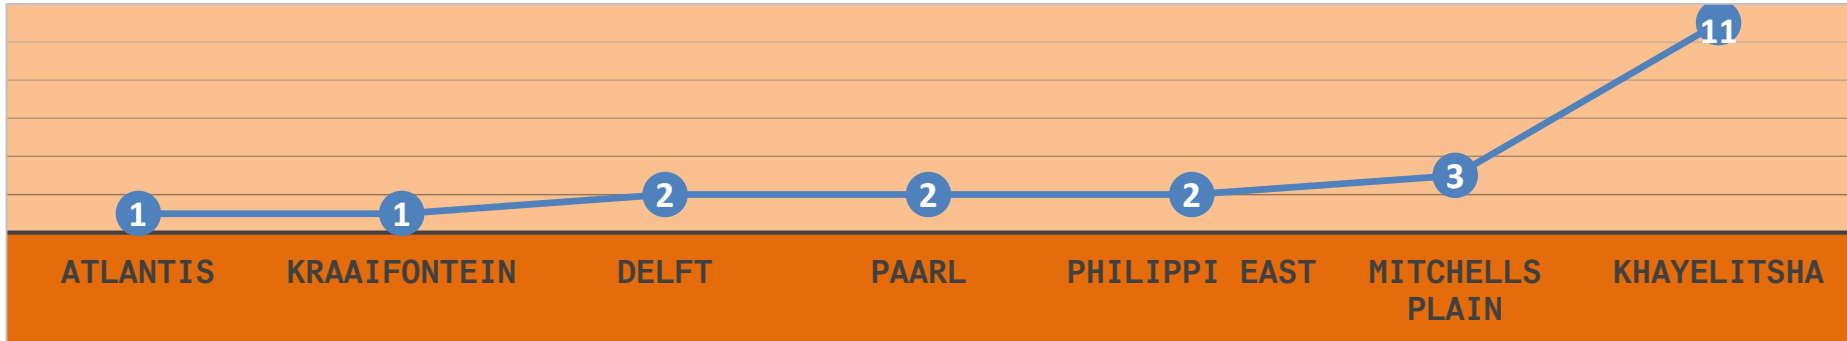 11
3
2 2 2
1 1
ATLANTIS KRAAIFONTEIN DELFT PAARL PHILIPPI EAST MITCHELLS KHAYELITSHA
PLAIN